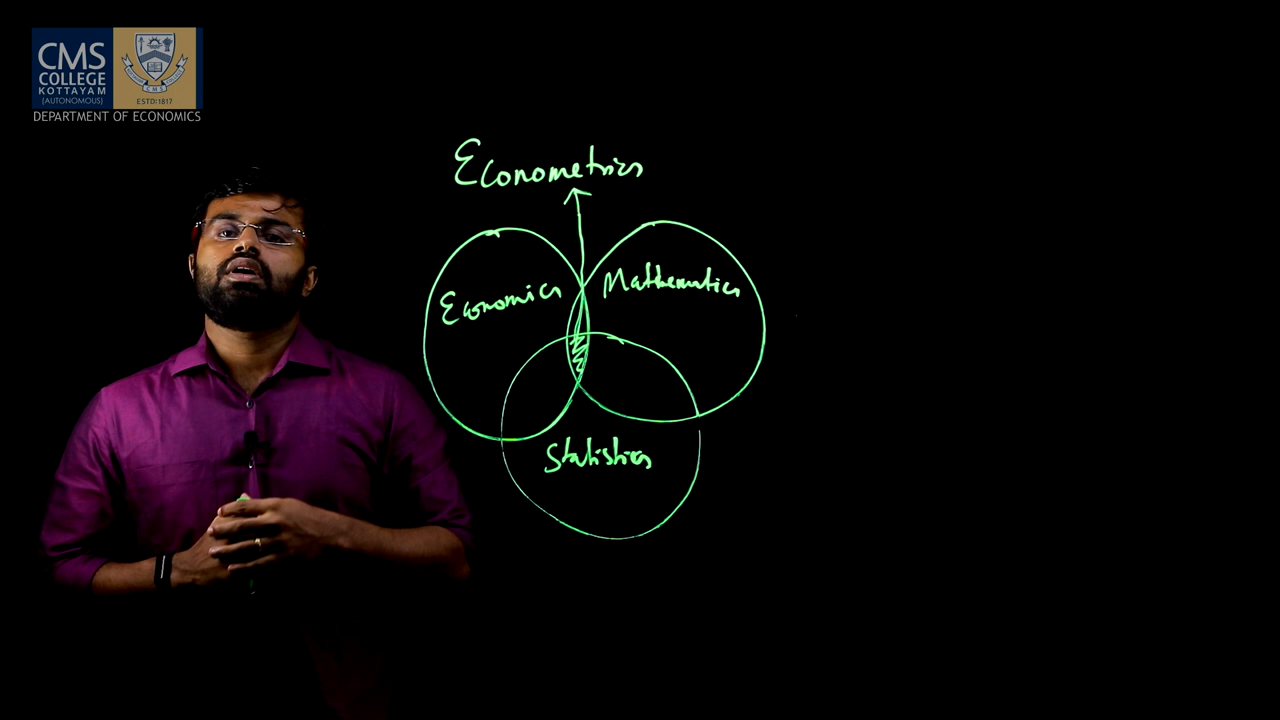 CMS
COLLEGE
KOTTAYAM
(AUTONOMOUS)
ESTD/1817
DEPARTMENT OF ECONOMICS
Econometrics
Economics
Mathematics
Statistics